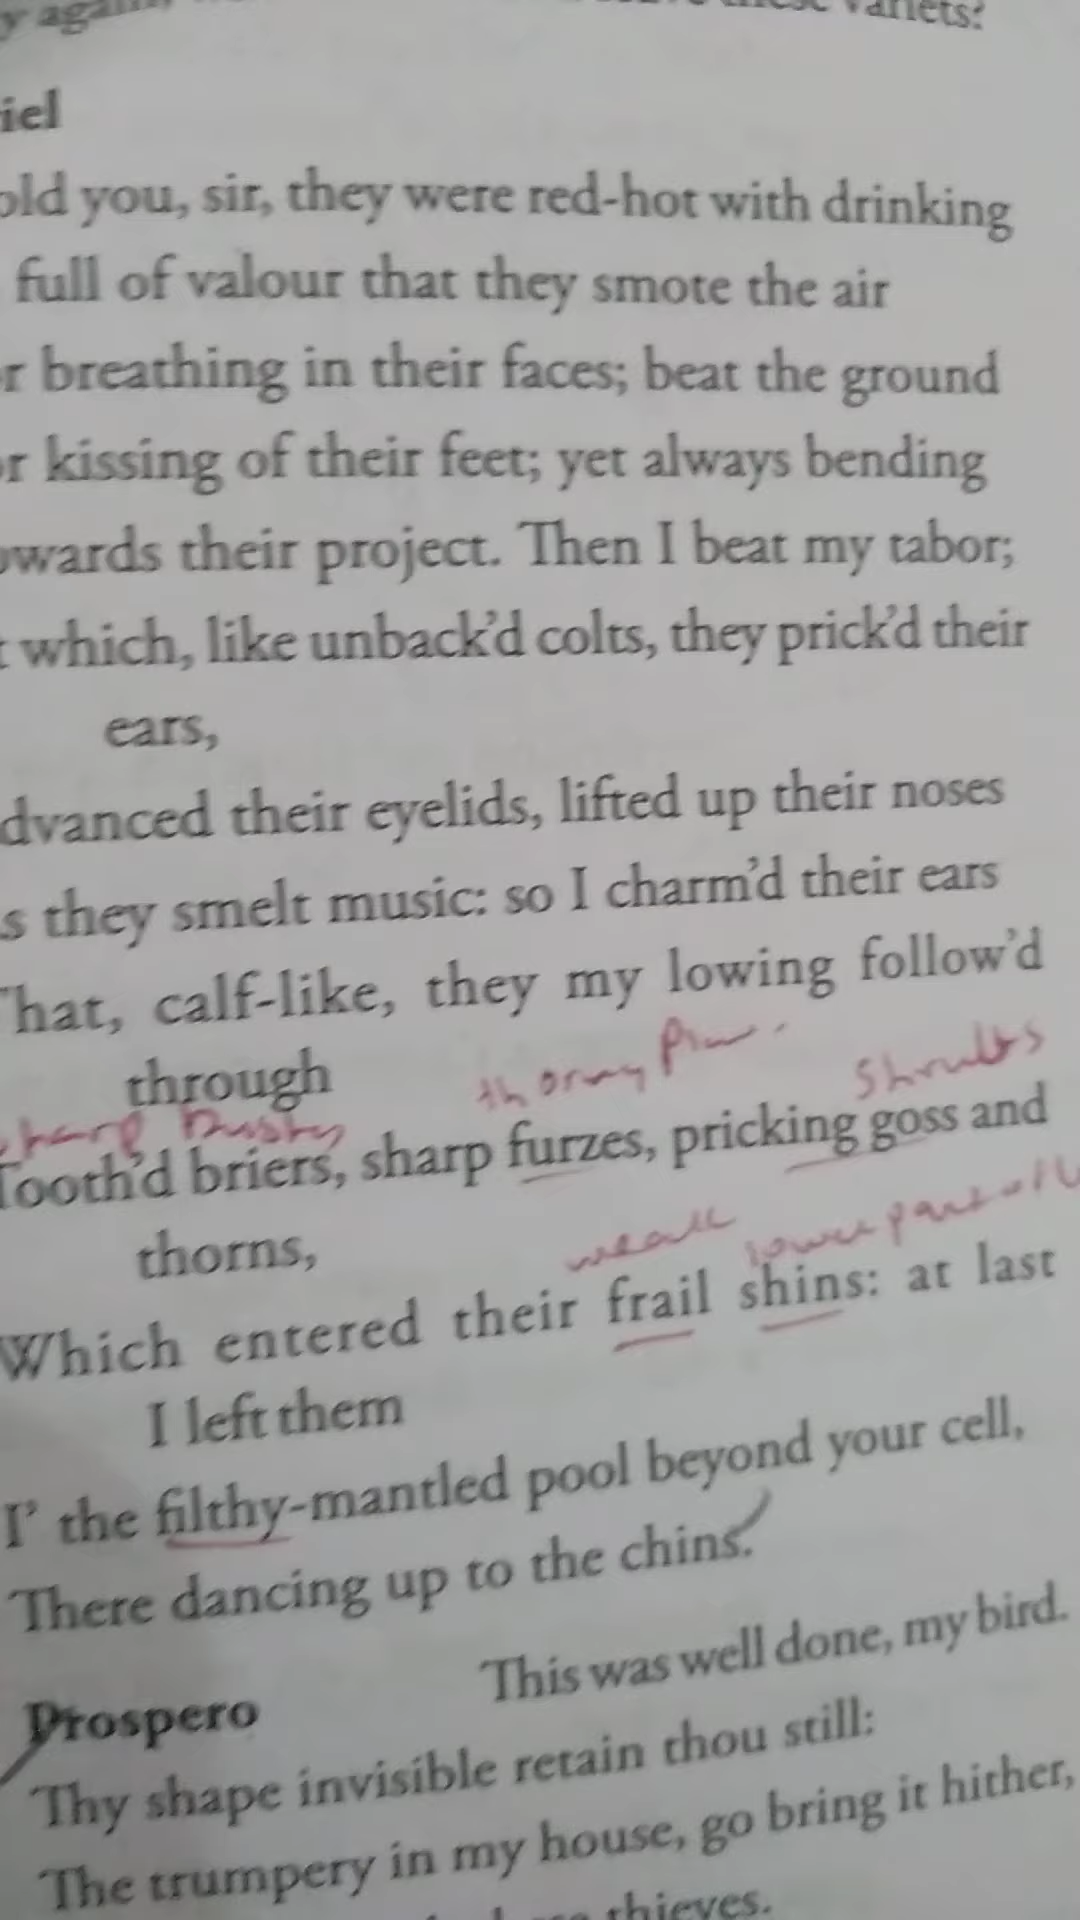 y again, these varlets?
iel
old you, sir, they were red-hot with drinking
full of valour that they smote the air
r breathing in their faces; beat the ground
or kissing of their feet; yet always bending
owards their project. Then I beat my tabor;
t which, like unback'd colts, they prick'd their
ears,
dvanced their eyelids, lifted up their noses
s they smelt music: so I charm'd their ears
That, calf-like, they my lowing follow'd
through
thorny shrubs
sharp bushy
Tooth'd briers, sharp furzes, pricking goss and
thorns,
weak lower part
Which entered their frail shins: at last
I left them
I' the filthy-mantled pool beyond your cell,
There dancing up to the chins.
This was well done, my bird.
Prospero
Thy shape invisible retain thou still:
The trumpery in my house, go bring it hither,
thieves.